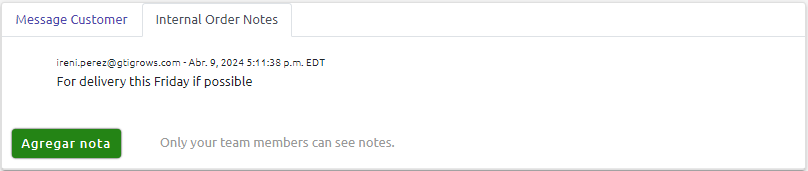 Message Customer
Internal Order Notes
ireni.perez@gtigrows.com - Abr. 9, 2024 5:11:38 p.m. EDT
For delivery this Friday if possible
Agregar nota
Only your team members can see notes.